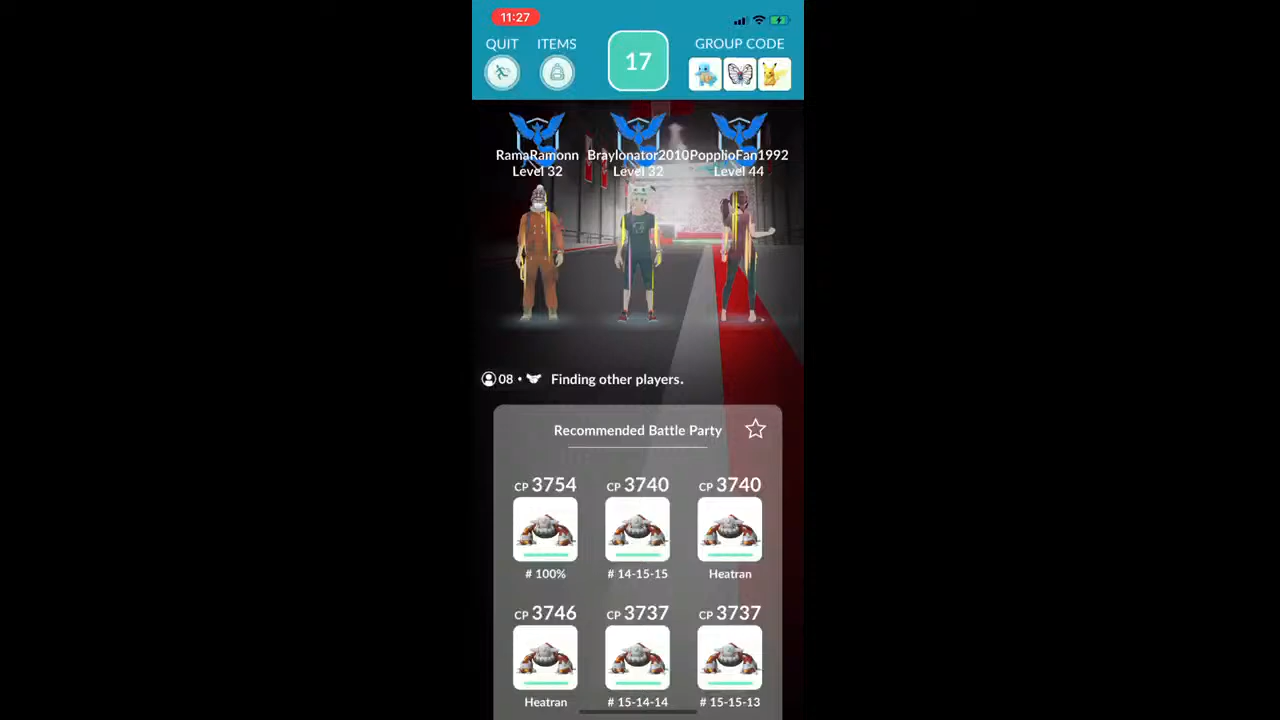 11:27
QUIT ITEMS 17 GROUP CODE
RamaRamonn Braylonator2010 PopplioFan1992
Level 32 Level 32 Level 44
08 • Finding other players.
Recommended Battle Party
CP 3754 CP 3740 CP 3740
# 100% # 14-15-15 Heatran
CP 3746 CP 3737 CP 3737
Heatran # 15-14-14 # 15-15-13